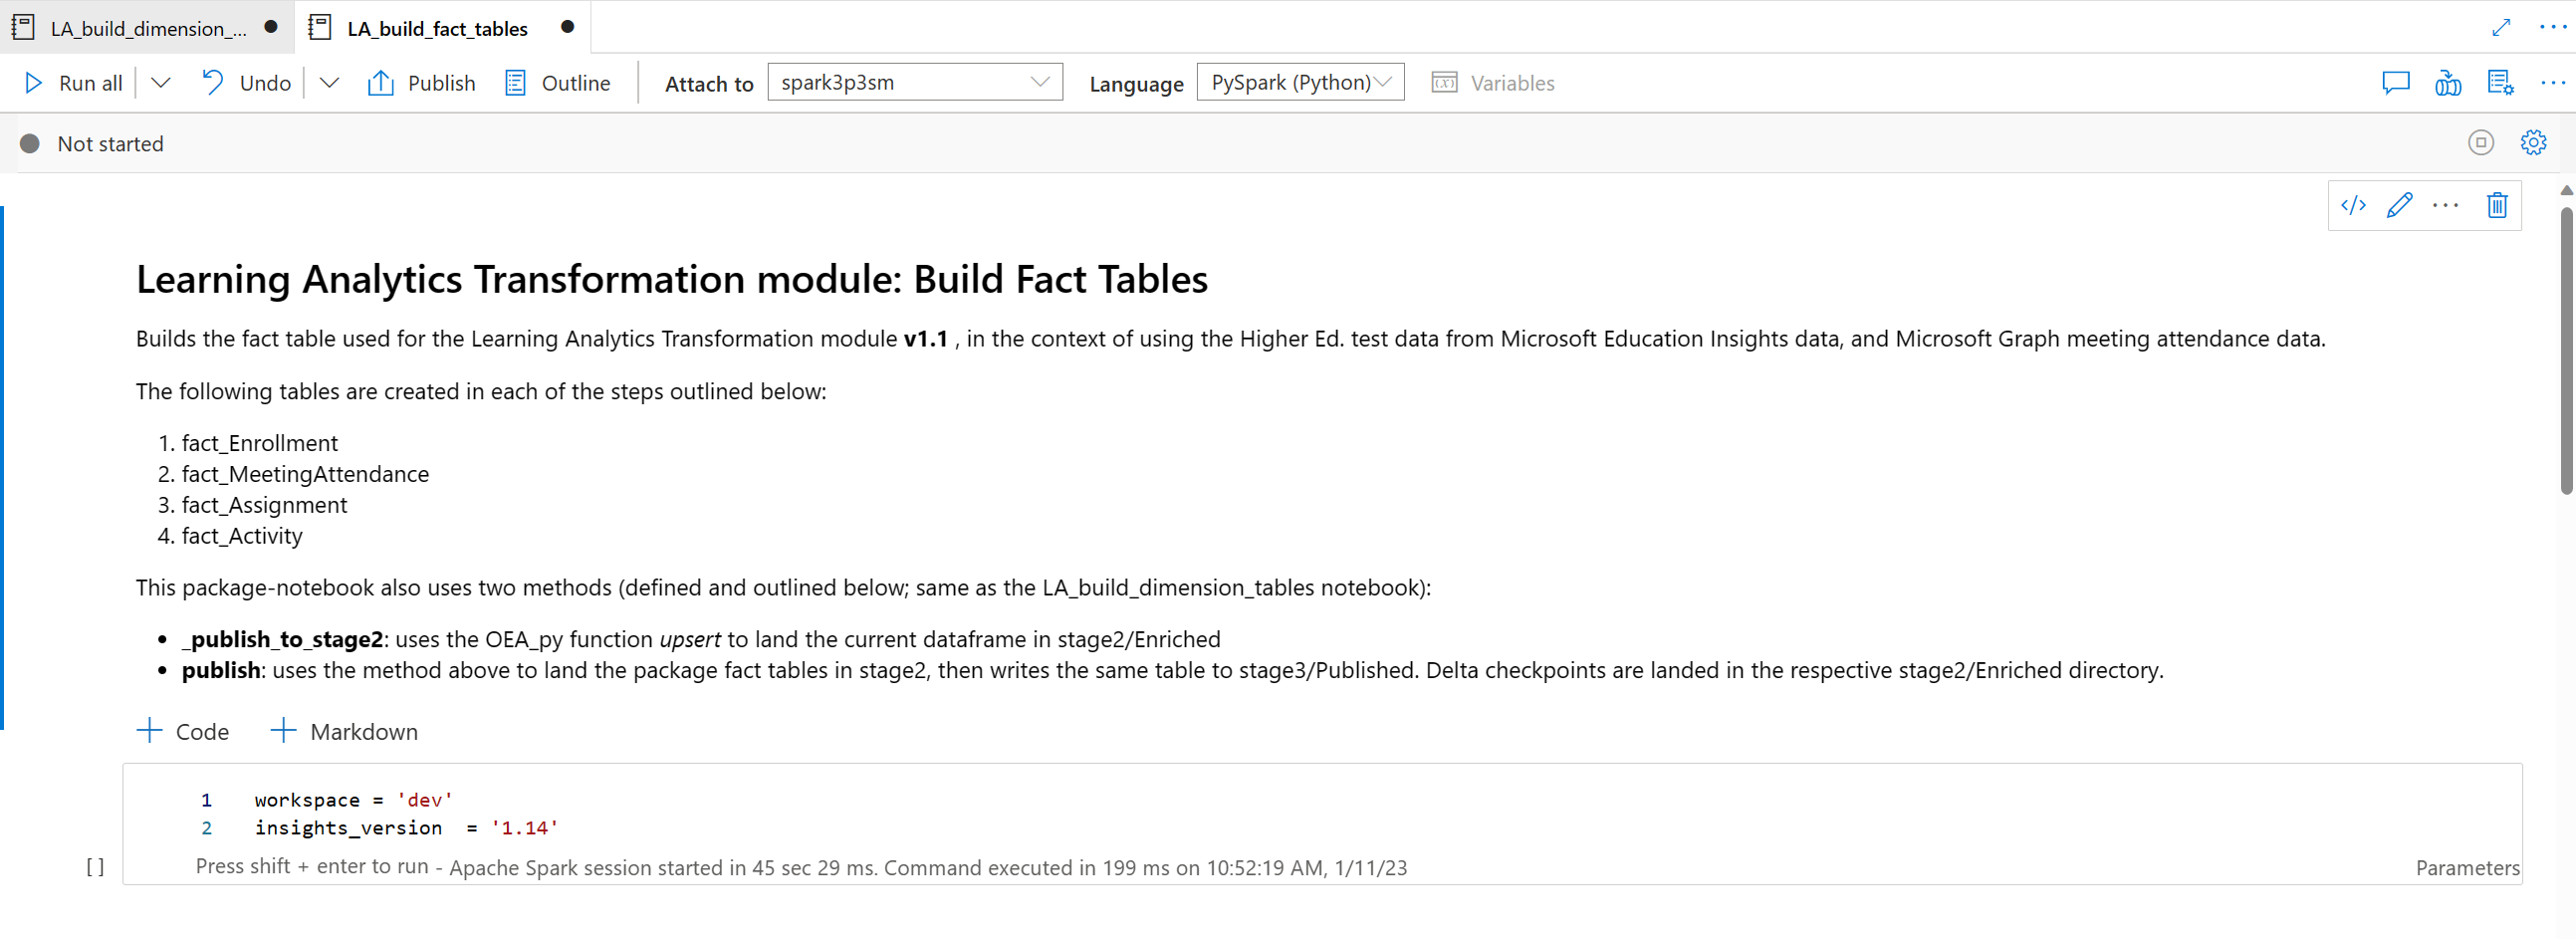 LA_build_dimension_...
LA_build_fact_tables
Run all
Undo
Publish
Outline
Attach to
spark3p3sm
Language
PySpark (Python)
Variables
Not started
Learning Analytics Transformation module: Build Fact Tables
Builds the fact table used for the Learning Analytics Transformation module v1.1 , in the context of using the Higher Ed. test data from Microsoft Education Insights data, and Microsoft Graph meeting attendance data.
The following tables are created in each of the steps outlined below:
1. fact_Enrollment
2. fact_MeetingAttendance
3. fact_Assignment
4. fact_Activity
This package-notebook also uses two methods (defined and outlined below; same as the LA_build_dimension_tables notebook):
• _publish_to_stage2: uses the OEA_py function upsert to land the current dataframe in stage2/Enriched
• publish: uses the method above to land the package fact tables in stage2, then writes the same table to stage3/Published. Delta checkpoints are landed in the respective stage2/Enriched directory.
+ Code
+ Markdown
1 workspace = 'dev'
2 insights_version  = '1.14'
[ ]
Press shift + enter to run - Apache Spark session started in 45 sec 29 ms. Command executed in 199 ms on 10:52:19 AM, 1/11/23
Parameters